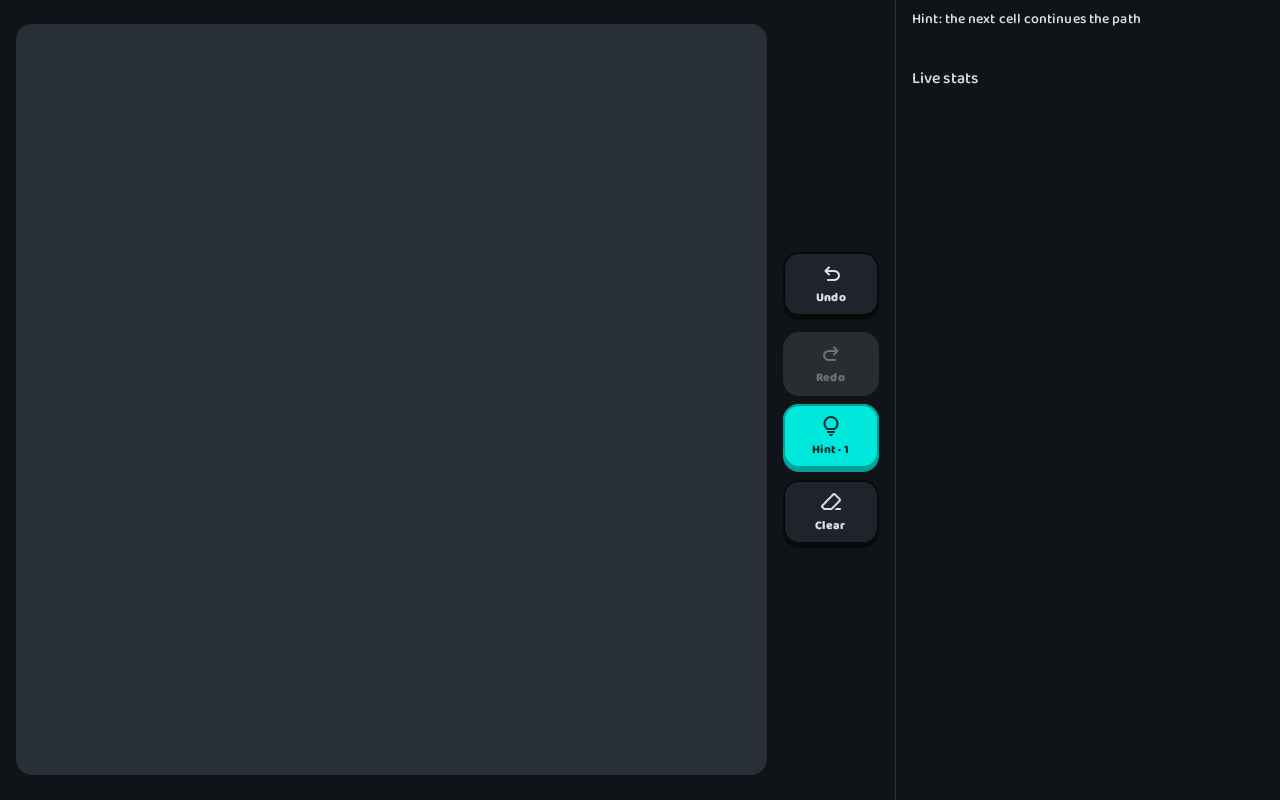 Hint: the next cell continues the path
Live stats
Undo
Redo
Hint · 1
Clear